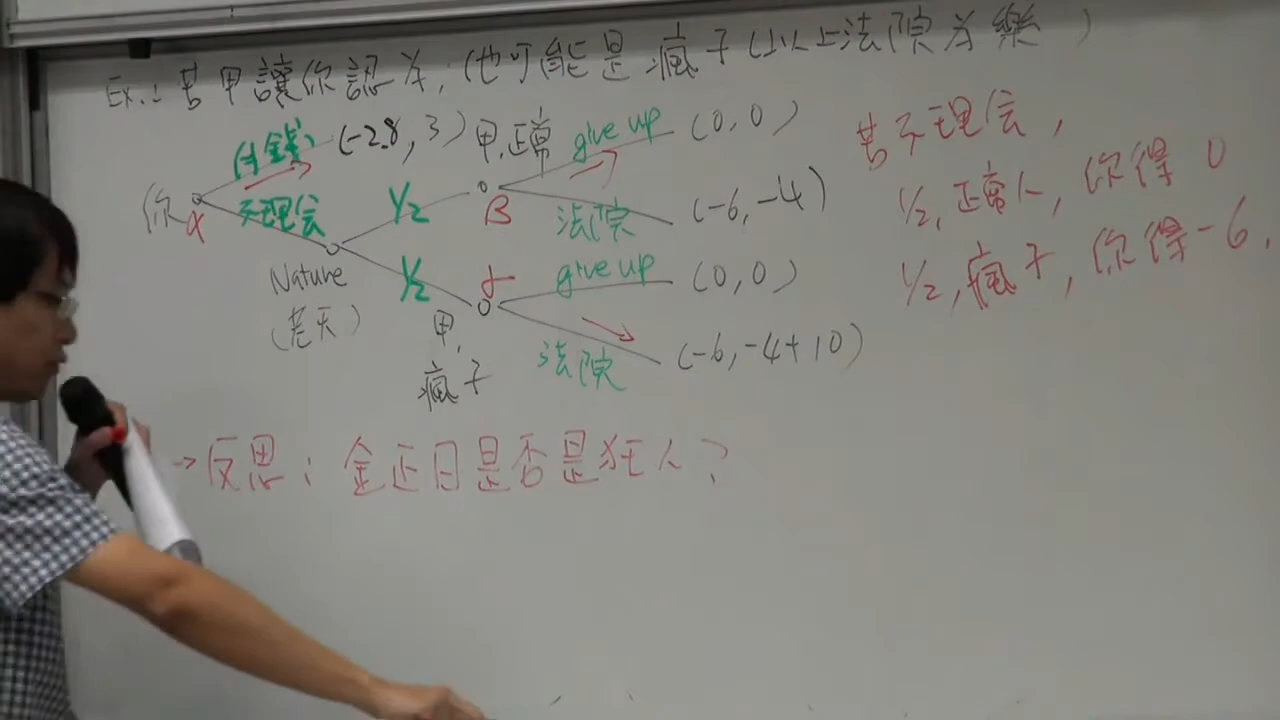 Ex.: 若甲讓你認為,他可能是瘋子(以上法院為樂)
付錢 (-2.8, 3) 甲,正常 give up (0, 0)
你 α 不理会 1/2 β 法院 (-6, -4)
Nature 1/2 γ give up (0, 0)
(老天) 甲, 瘋子 法院 (-6, -4+10)
若不理会,
1/2, 正常人, 你得 0
1/2, 瘋子, 你得 -6.
→反思: 金正日是否是狂人?